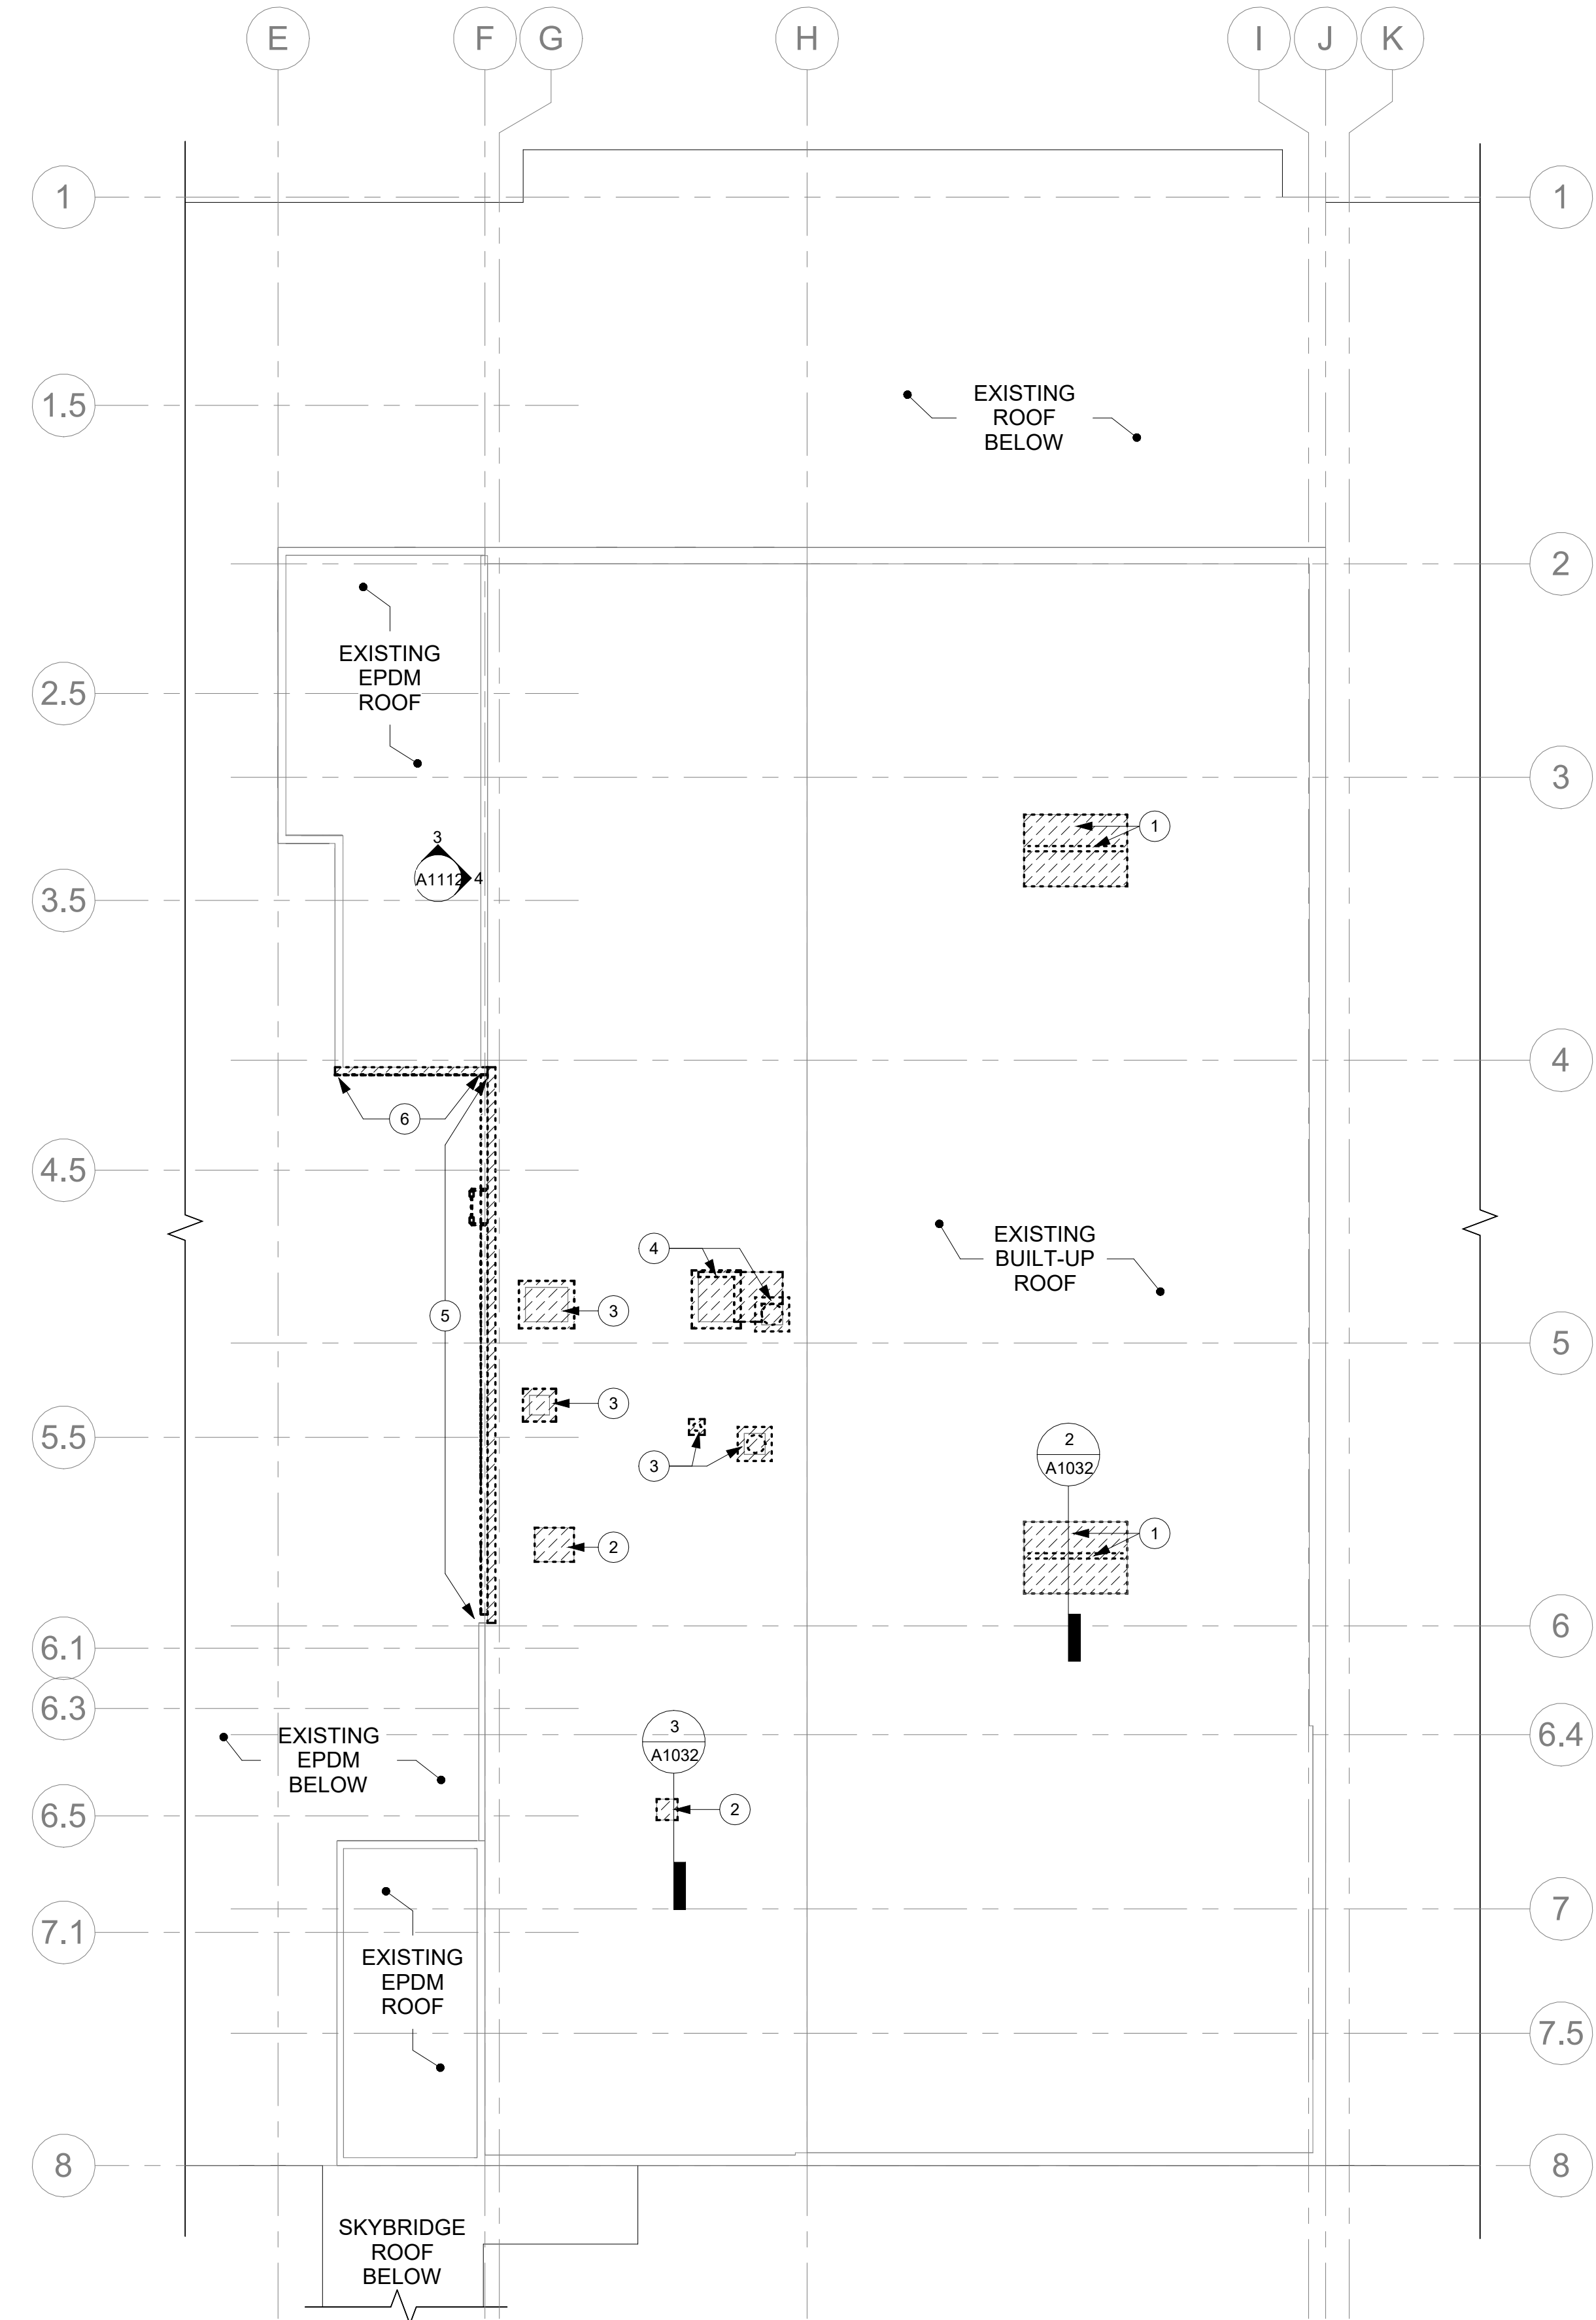 E
F
G
H
I
J
K
1
1
1.5
EXISTING
ROOF
BELOW
2
EXISTING
EPDM
ROOF
2.5
3
1
3
A1112
4
3.5
4
6
4.5
EXISTING
BUILT-UP
ROOF
4
3
5
5
3
5.5
3
2
A1032
2
1
6
6.1
6.3
EXISTING
EPDM
BELOW
3
A1032
6.4
6.5
2
7
7.1
EXISTING
EPDM
ROOF
7.5
8
8
SKYBRIDGE
ROOF
BELOW